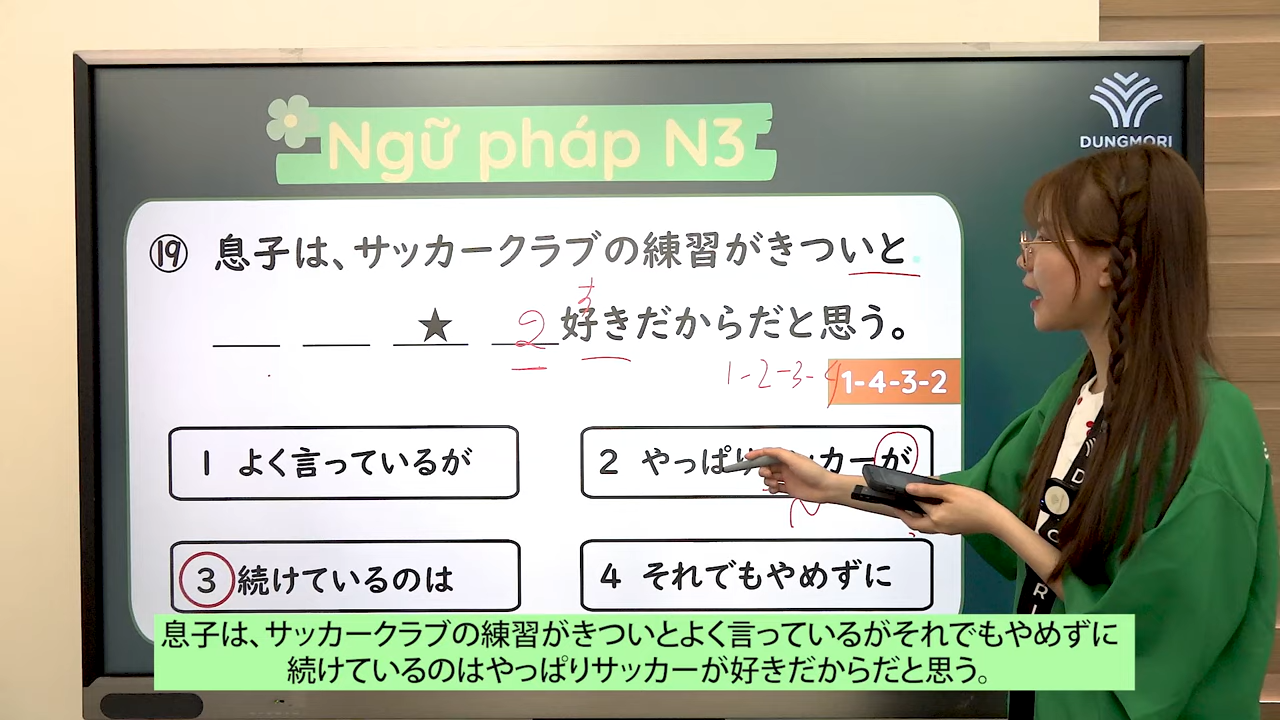 DUNGMORI
Ngữ pháp N3
⑲ 息子は、サッカークラブの練習がきついと
★ 2 好きだからだと思う。
1-2-3-4
1-4-3-2
1 よく言っているが
2 やっぱ カーが
N
3 続けているのは
4 それでもやめずに
息子は、サッカークラブの練習がきついとよく言っているがそれでもやめずに
続けているのはやっぱりサッカーが好きだからだと思う。